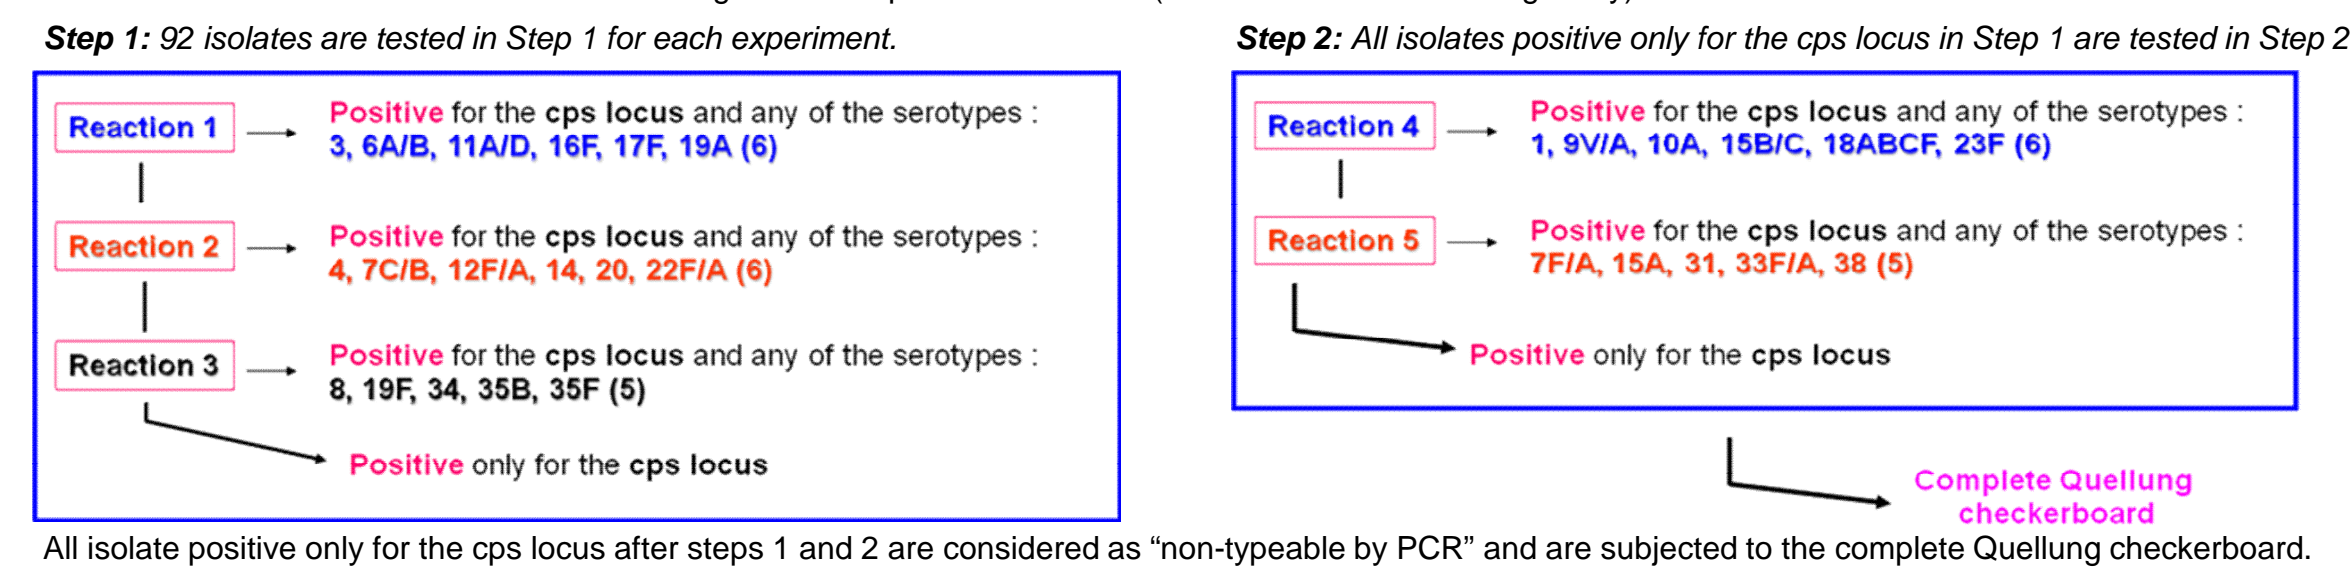 Step 1: 92 isolates are tested in Step 1 for each experiment.
Reaction 1
Positive for the cps locus and any of the serotypes :
3, 6A/B, 11A/D, 16F, 17F, 19A (6)
Reaction 2
Positive for the cps locus and any of the serotypes :
4, 7C/B, 12F/A, 14, 20, 22F/A (6)
Reaction 3
Positive for the cps locus and any of the serotypes :
8, 19F, 34, 35B, 35F (5)
Positive only for the cps locus
Step 2: All isolates positive only for the cps locus in Step 1 are tested in Step 2
Reaction 4
Positive for the cps locus and any of the serotypes :
1, 9V/A, 10A, 15B/C, 18ABCF, 23F (6)
Reaction 5
Positive for the cps locus and any of the serotypes :
7F/A, 15A, 31, 33F/A, 38 (5)
Positive only for the cps locus
Complete Quellung
checkerboard
All isolate positive only for the cps locus after steps 1 and 2 are considered as “non-typeable by PCR” and are subjected to the complete Quellung checkerboard.